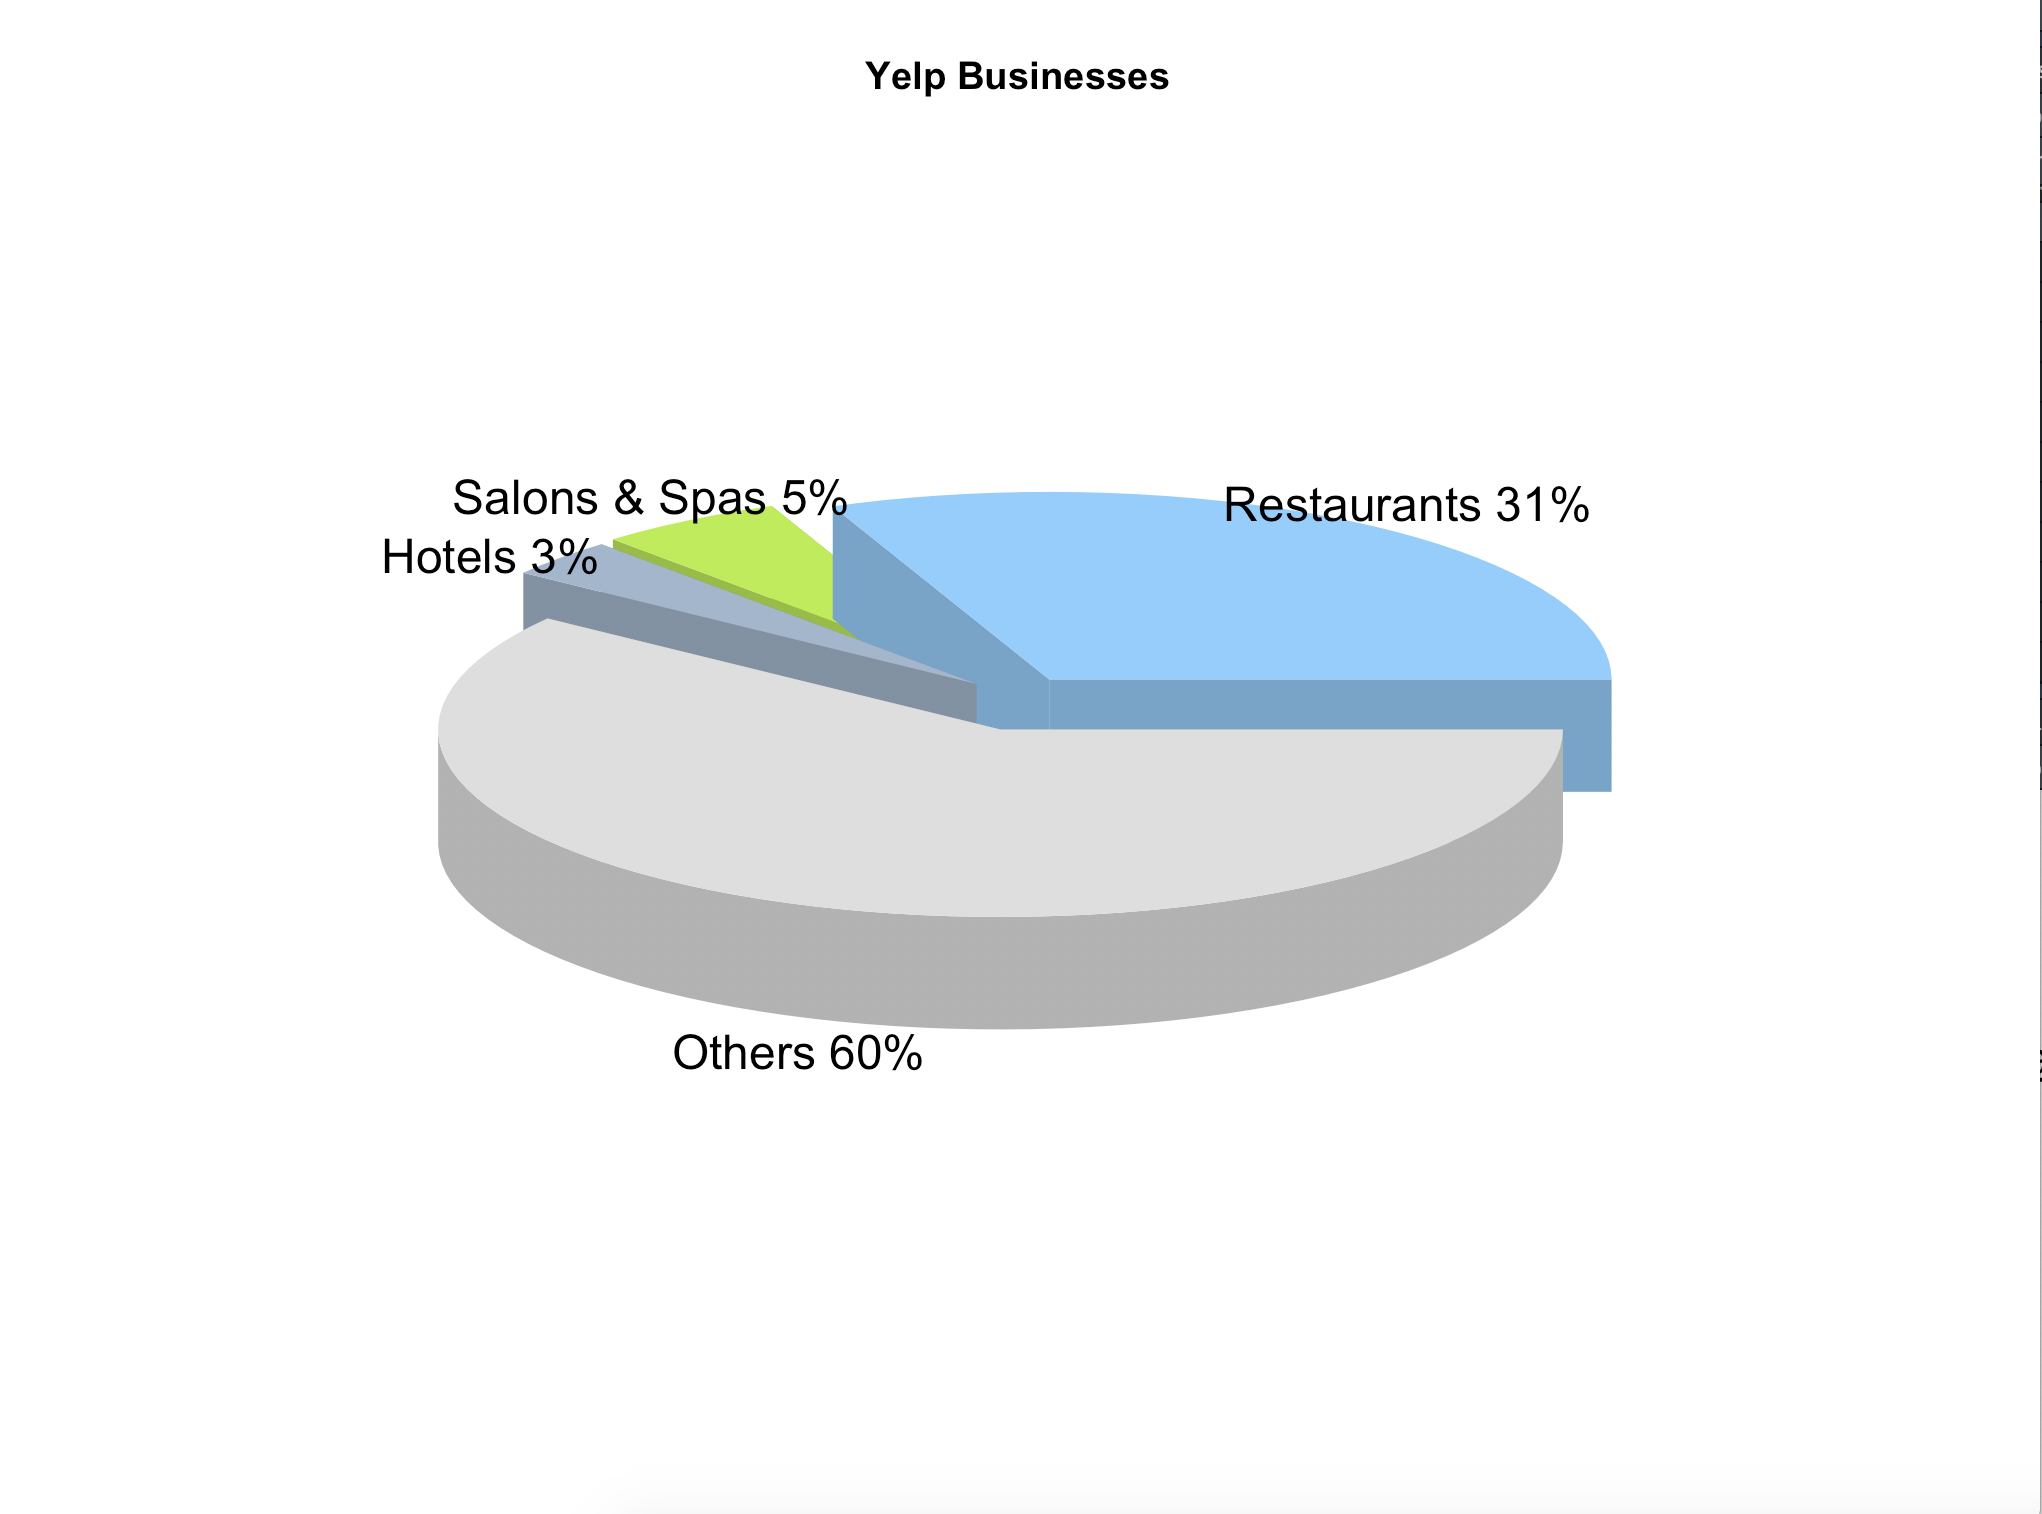 Yelp Businesses
Salons & Spas 5%
Restaurants 31%
Hotels 3%
Others 60%